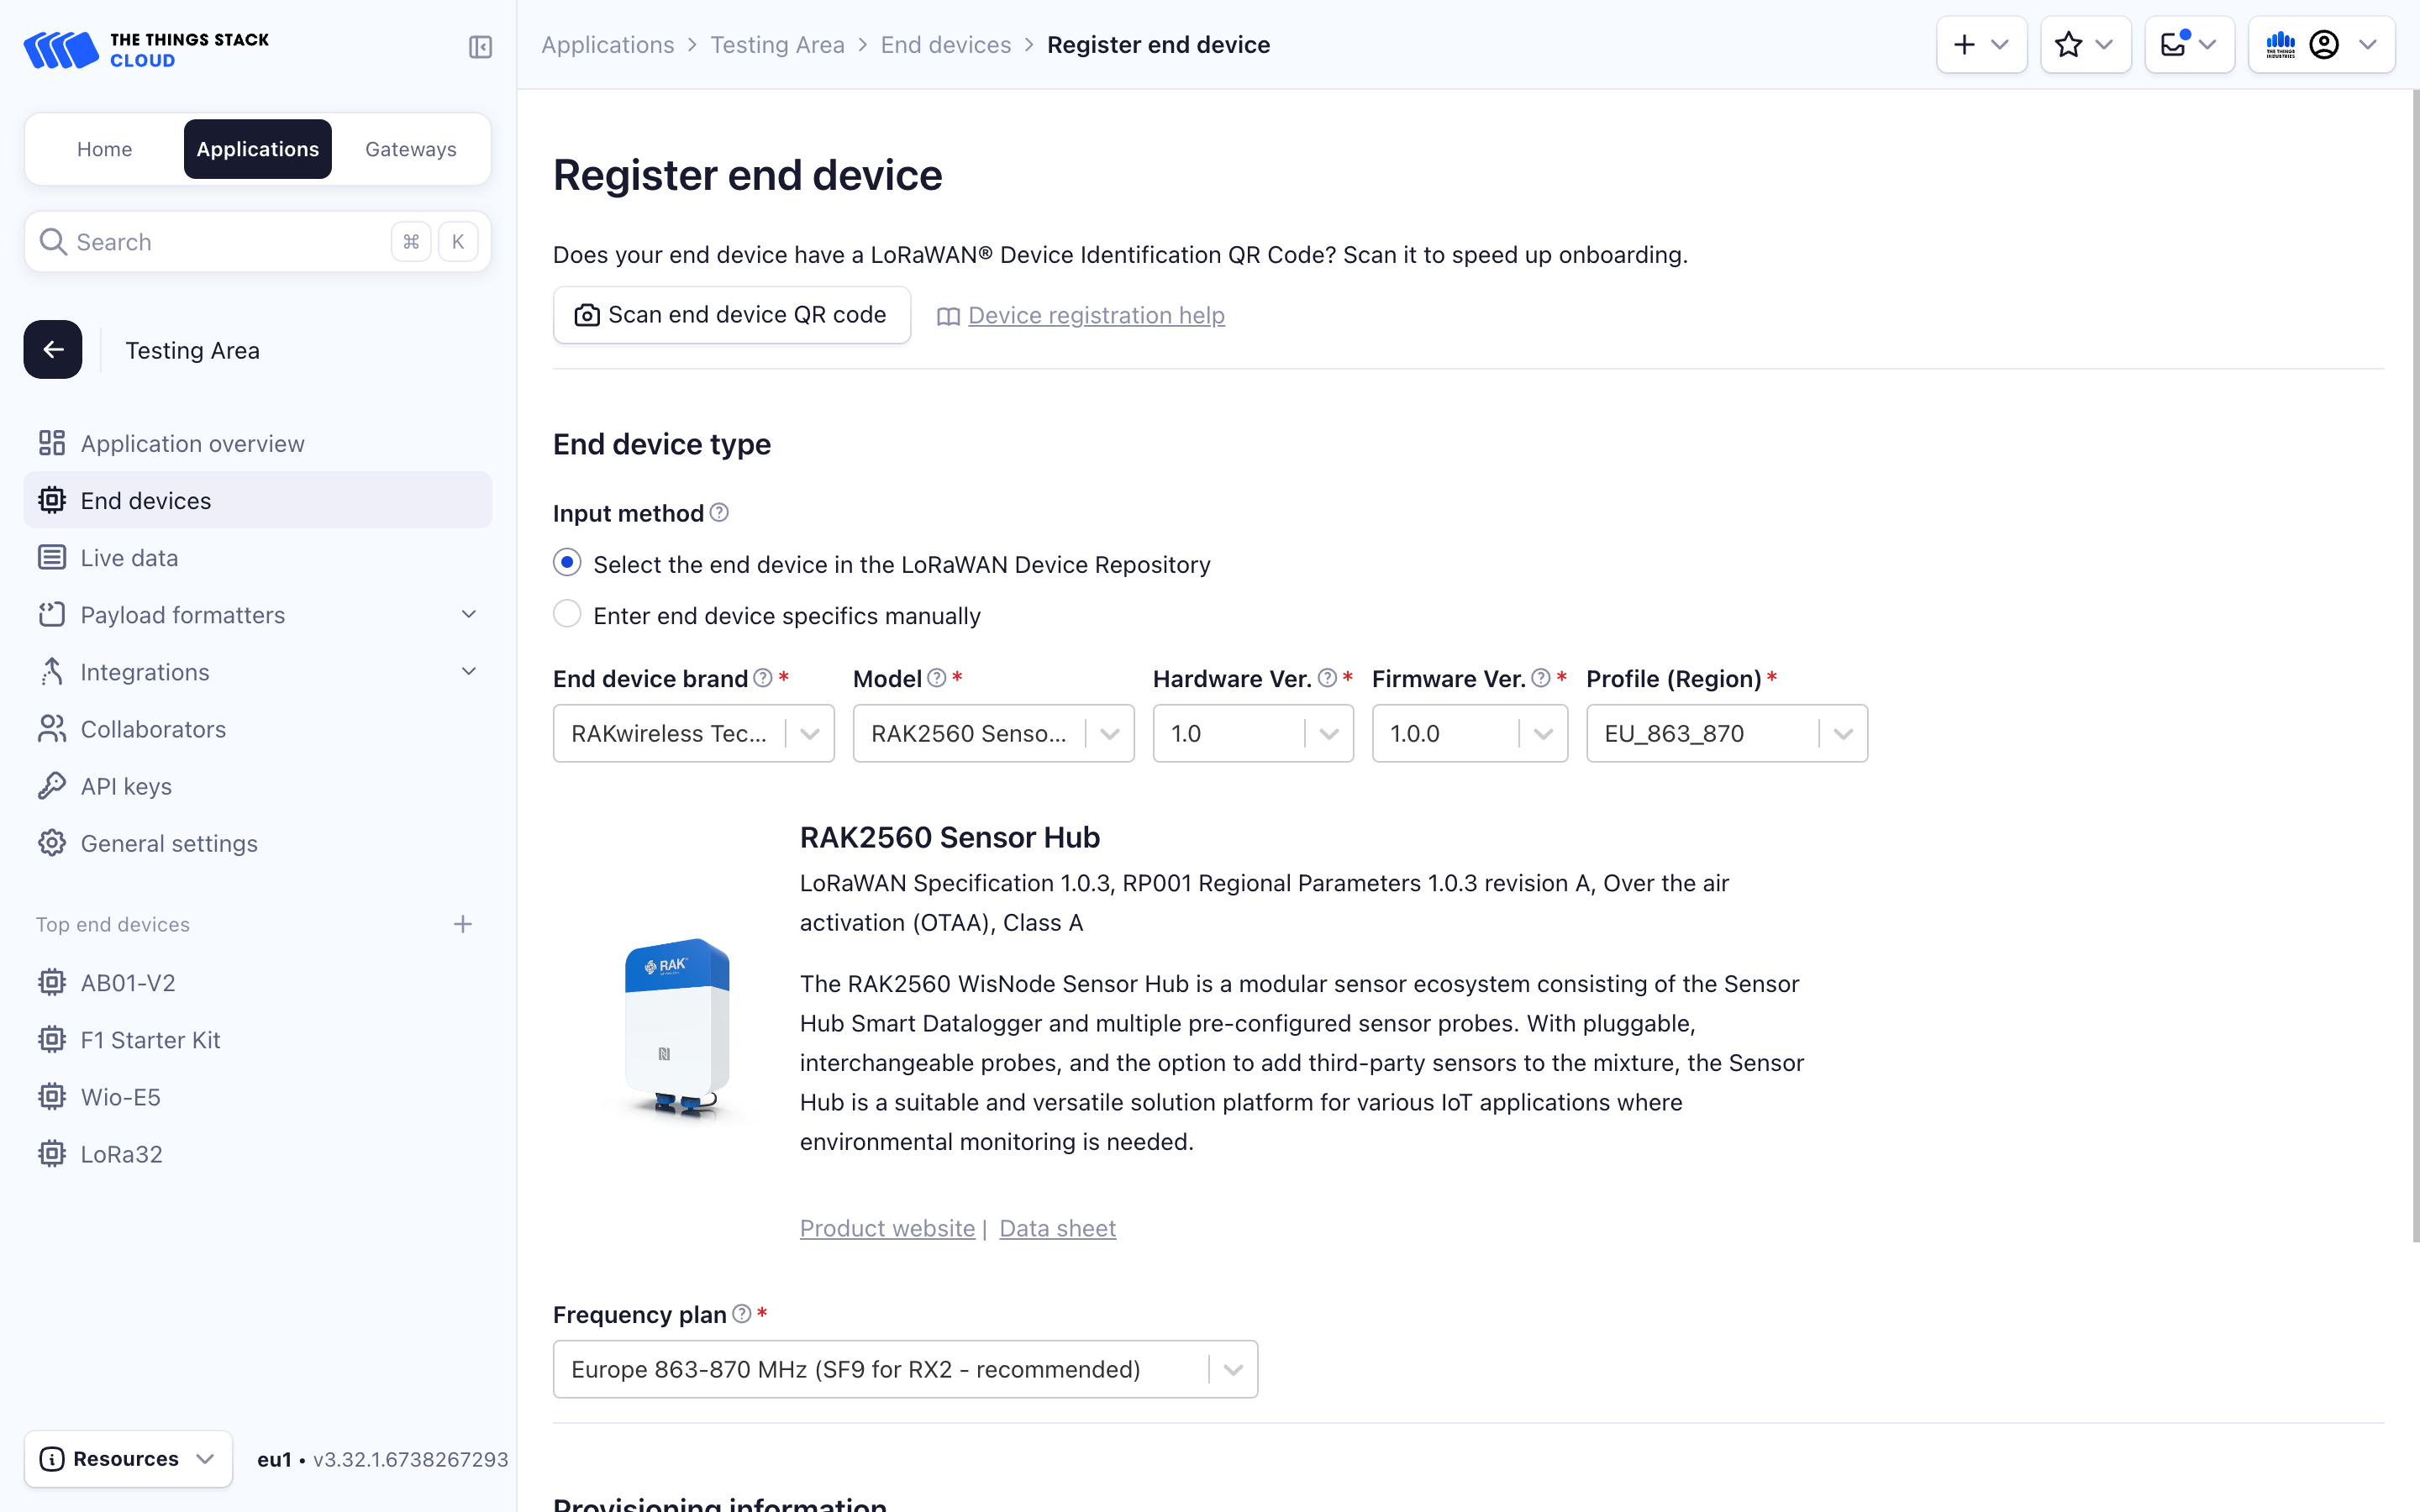 THE THINGS STACK
CLOUD
Applications > Testing Area > End devices > Register end device
THE THINGS
INDUSTRIES
Home
Applications
Gateways
Search
⌘ K
Testing Area
Application overview
End devices
Live data
Payload formatters
Integrations
Collaborators
API keys
General settings
Top end devices
AB01-V2
F1 Starter Kit
Wio-E5
LoRa32
Resources
eu1 • v3.32.1.6738267293
Register end device
Does your end device have a LoRaWAN® Device Identification QR Code? Scan it to speed up onboarding.
Scan end device QR code
Device registration help
End device type
Input method
Select the end device in the LoRaWAN Device Repository
Enter end device specifics manually
End device brand * Model * Hardware Ver. * Firmware Ver. * Profile (Region) *
RAKwireless Tec... RAK2560 Senso... 1.0 1.0.0 EU_863_870
RAK
RAK2560 Sensor Hub
LoRaWAN Specification 1.0.3, RP001 Regional Parameters 1.0.3 revision A, Over the air
activation (OTAA), Class A
The RAK2560 WisNode Sensor Hub is a modular sensor ecosystem consisting of the Sensor
Hub Smart Datalogger and multiple pre-configured sensor probes. With pluggable,
interchangeable probes, and the option to add third-party sensors to the mixture, the Sensor
Hub is a suitable and versatile solution platform for various IoT applications where
environmental monitoring is needed.
Product website | Data sheet
Frequency plan *
Europe 863-870 MHz (SF9 for RX2 - recommended)
Provisioning information